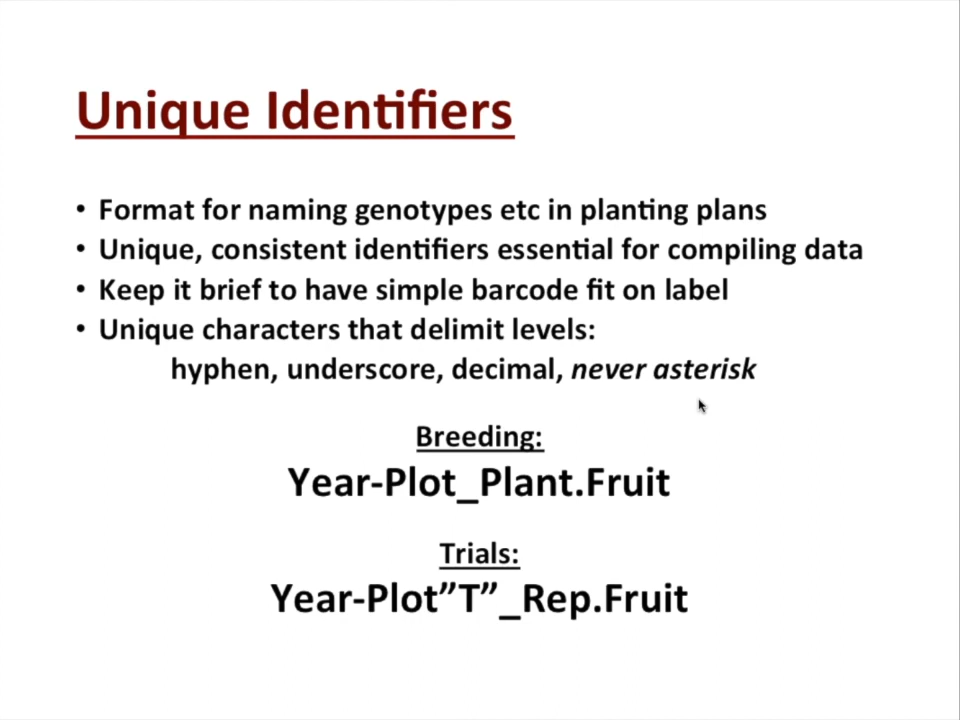 Unique Identifiers
• Format for naming genotypes etc in planting plans
• Unique, consistent identifiers essential for compiling data
• Keep it brief to have simple barcode fit on label
• Unique characters that delimit levels:
hyphen, underscore, decimal, never asterisk
Breeding:
Year-Plot_Plant.Fruit
Trials:
Year-Plot”T”_Rep.Fruit